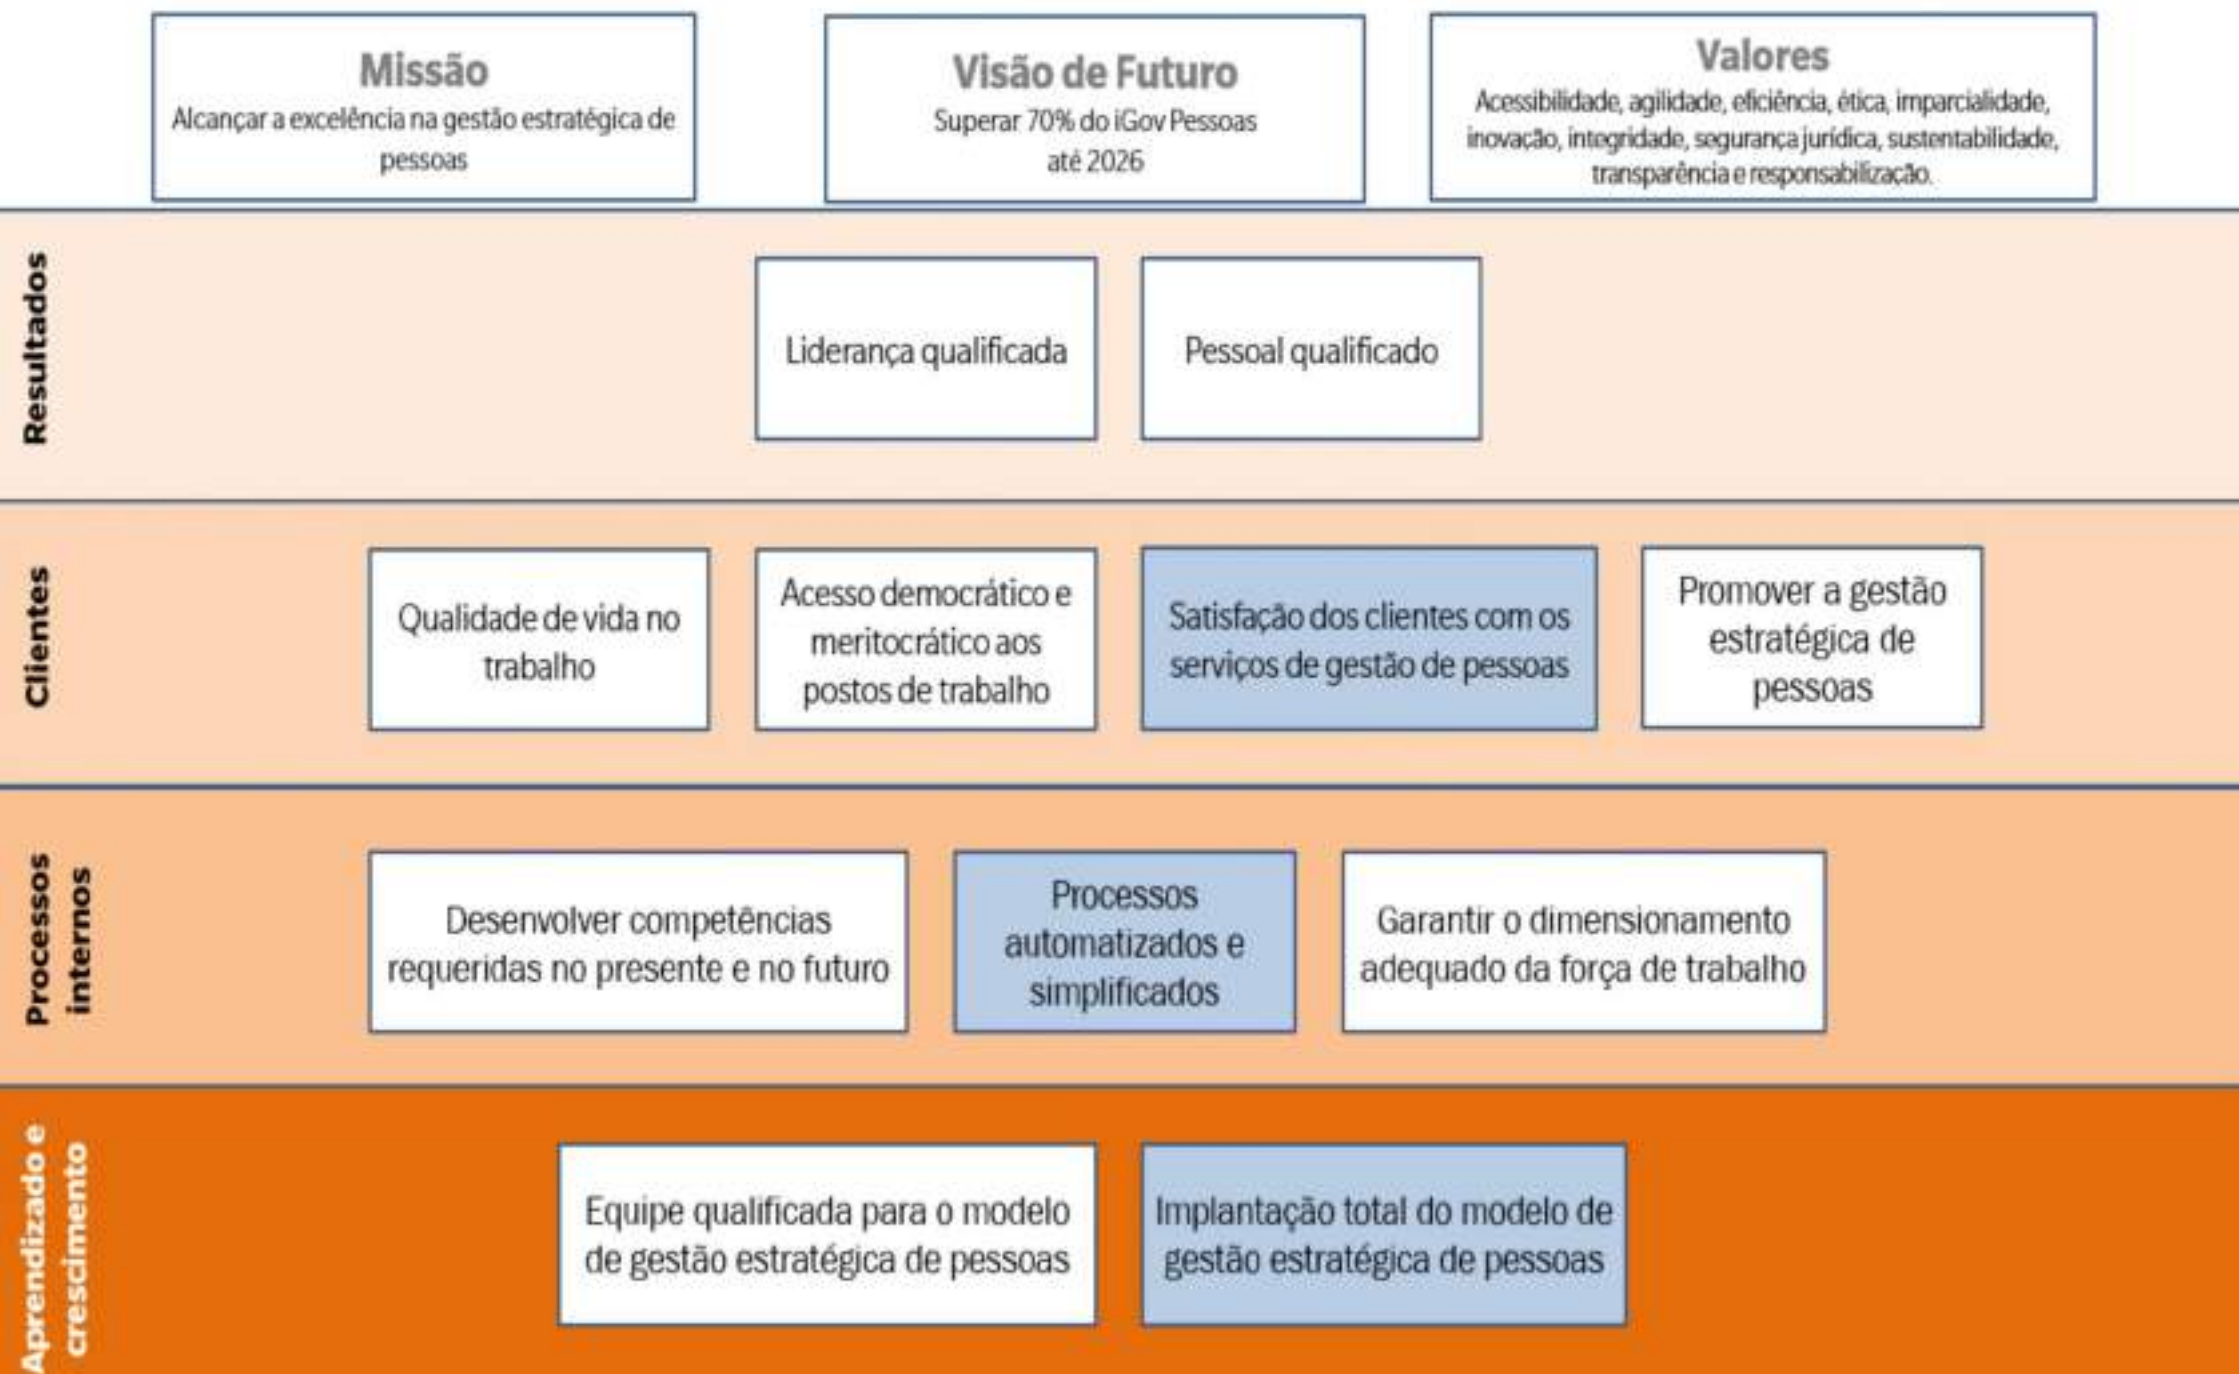 Missão
Alcançar a excelência na gestão estratégica de
pessoas
Visão de Futuro
Superar 70% do iGov Pessoas
até 2026
Valores
Acessibilidade, agilidade, eficiência, ética, imparcialidade,
inovação, integridade, segurança jurídica, sustentabilidade,
transparência e responsabilização.
Resultados
Liderança qualificada
Pessoal qualificado
Clientes
Qualidade de vida no
trabalho
Acesso democrático e
meritocrático aos
postos de trabalho
Satisfação dos clientes com os
serviços de gestão de pessoas
Promover a gestão
estratégica de
pessoas
Processos
internos
Desenvolver competências
requeridas no presente e no futuro
Processos
automatizados e
simplificados
Garantir o dimensionamento
adequado da força de trabalho
Aprendizado e
crescimento
Equipe qualificada para o modelo
de gestão estratégica de pessoas
Implantação total do modelo de
gestão estratégica de pessoas